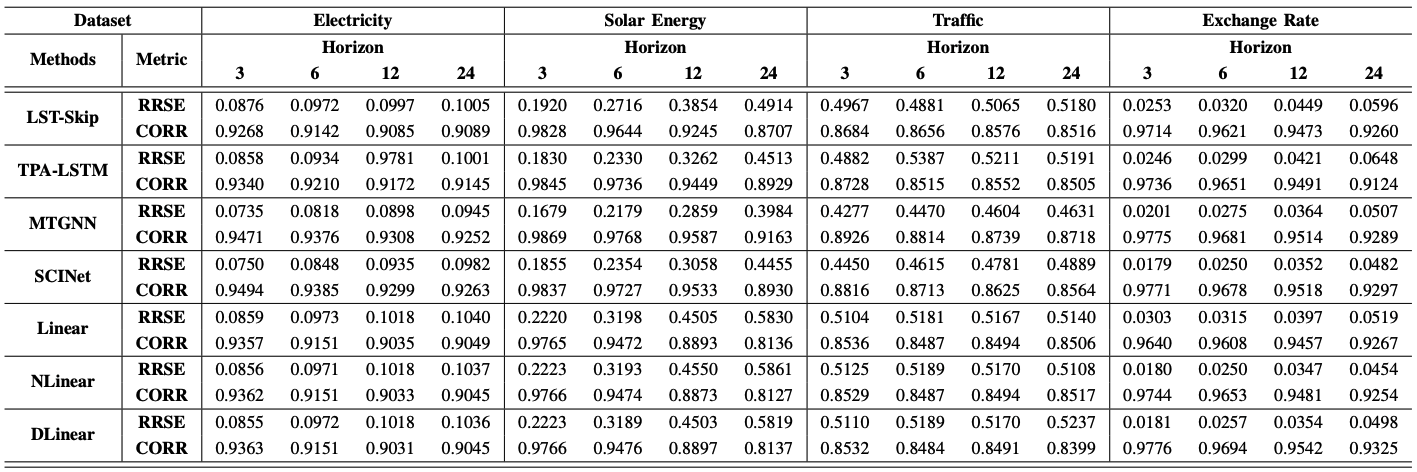 Dataset Electricity Solar Energy Traffic Exchange Rate
Methods Metric Horizon Horizon Horizon Horizon
3 6 12 24 3 6 12 24 3 6 12 24 3 6 12 24
LST-Skip RRSE 0.0876 0.0972 0.0997 0.1005 0.1920 0.2716 0.3854 0.4914 0.4967 0.4881 0.5065 0.5180 0.0253 0.0320 0.0449 0.0596
CORR 0.9268 0.9142 0.9085 0.9089 0.9828 0.9644 0.9245 0.8707 0.8684 0.8656 0.8576 0.8516 0.9714 0.9621 0.9473 0.9260
TPA-LSTM RRSE 0.0858 0.0934 0.9781 0.1001 0.1830 0.2330 0.3262 0.4513 0.4882 0.5387 0.5211 0.5191 0.0246 0.0299 0.0421 0.0648
CORR 0.9340 0.9210 0.9172 0.9145 0.9845 0.9736 0.9449 0.8929 0.8728 0.8515 0.8552 0.8505 0.9736 0.9651 0.9491 0.9124
MTGNN RRSE 0.0735 0.0818 0.0898 0.0945 0.1679 0.2179 0.2859 0.3984 0.4277 0.4470 0.4604 0.4631 0.0201 0.0275 0.0364 0.0507
CORR 0.9471 0.9376 0.9308 0.9252 0.9869 0.9768 0.9587 0.9163 0.8926 0.8814 0.8739 0.8718 0.9775 0.9681 0.9514 0.9289
SCINet RRSE 0.0750 0.0848 0.0935 0.0982 0.1855 0.2354 0.3058 0.4455 0.4450 0.4615 0.4781 0.4889 0.0179 0.0250 0.0352 0.0482
CORR 0.9494 0.9385 0.9299 0.9263 0.9837 0.9727 0.9533 0.8930 0.8816 0.8713 0.8625 0.8564 0.9771 0.9678 0.9518 0.9297
Linear RRSE 0.0859 0.0973 0.1018 0.1040 0.2220 0.3198 0.4505 0.5830 0.5104 0.5181 0.5167 0.5140 0.0303 0.0315 0.0397 0.0519
CORR 0.9357 0.9151 0.9035 0.9049 0.9765 0.9472 0.8893 0.8136 0.8536 0.8487 0.8494 0.8506 0.9640 0.9608 0.9457 0.9267
NLinear RRSE 0.0856 0.0971 0.1018 0.1037 0.2223 0.3193 0.4550 0.5861 0.5125 0.5189 0.5170 0.5108 0.0180 0.0250 0.0347 0.0454
CORR 0.9362 0.9151 0.9033 0.9045 0.9766 0.9474 0.8873 0.8127 0.8529 0.8487 0.8494 0.8517 0.9744 0.9653 0.9481 0.9254
DLinear RRSE 0.0855 0.0972 0.1018 0.1036 0.2223 0.3189 0.4503 0.5819 0.5110 0.5189 0.5170 0.5237 0.0181 0.0257 0.0354 0.0498
CORR 0.9363 0.9151 0.9031 0.9045 0.9766 0.9476 0.8897 0.8137 0.8532 0.8484 0.8491 0.8399 0.9776 0.9694 0.9542 0.9325